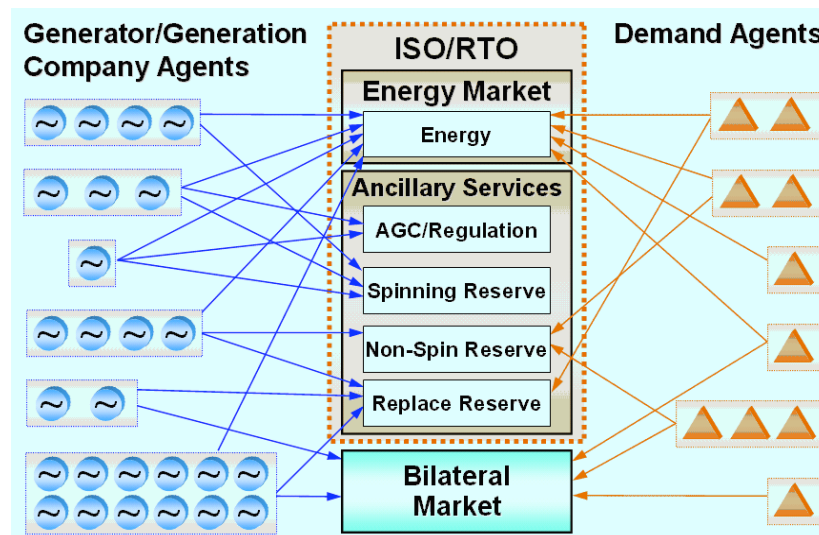 Generator/Generation
Company Agents
ISO/RTO
Demand Agents
Energy Market
Energy
Ancillary Services
AGC/Regulation
Spinning Reserve
Non-Spin Reserve
Replace Reserve
Bilateral
Market